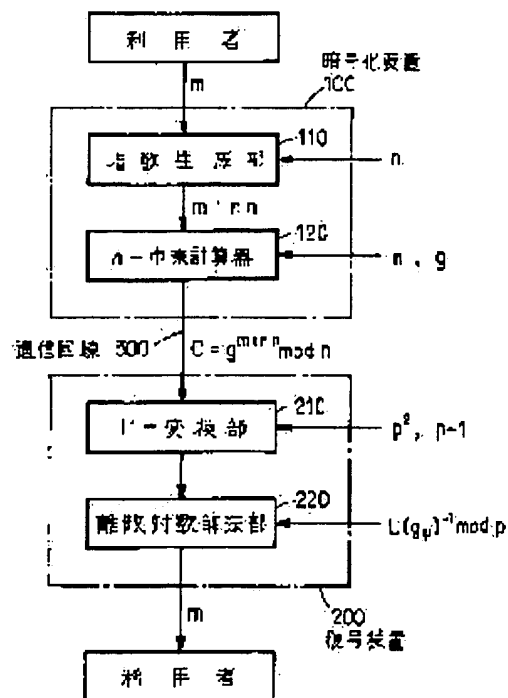 利用者
m
暗号化装置
100
110
指数生成部
n
m+rn
120
n-巾乗計算器
n, g
通信回線 300
C=g^{m+rn} mod n
210
Γ-変換部
p², p-1
220
離散対数解法部
L(g_p)^{-1} mod p
m
200
復号装置
利用者